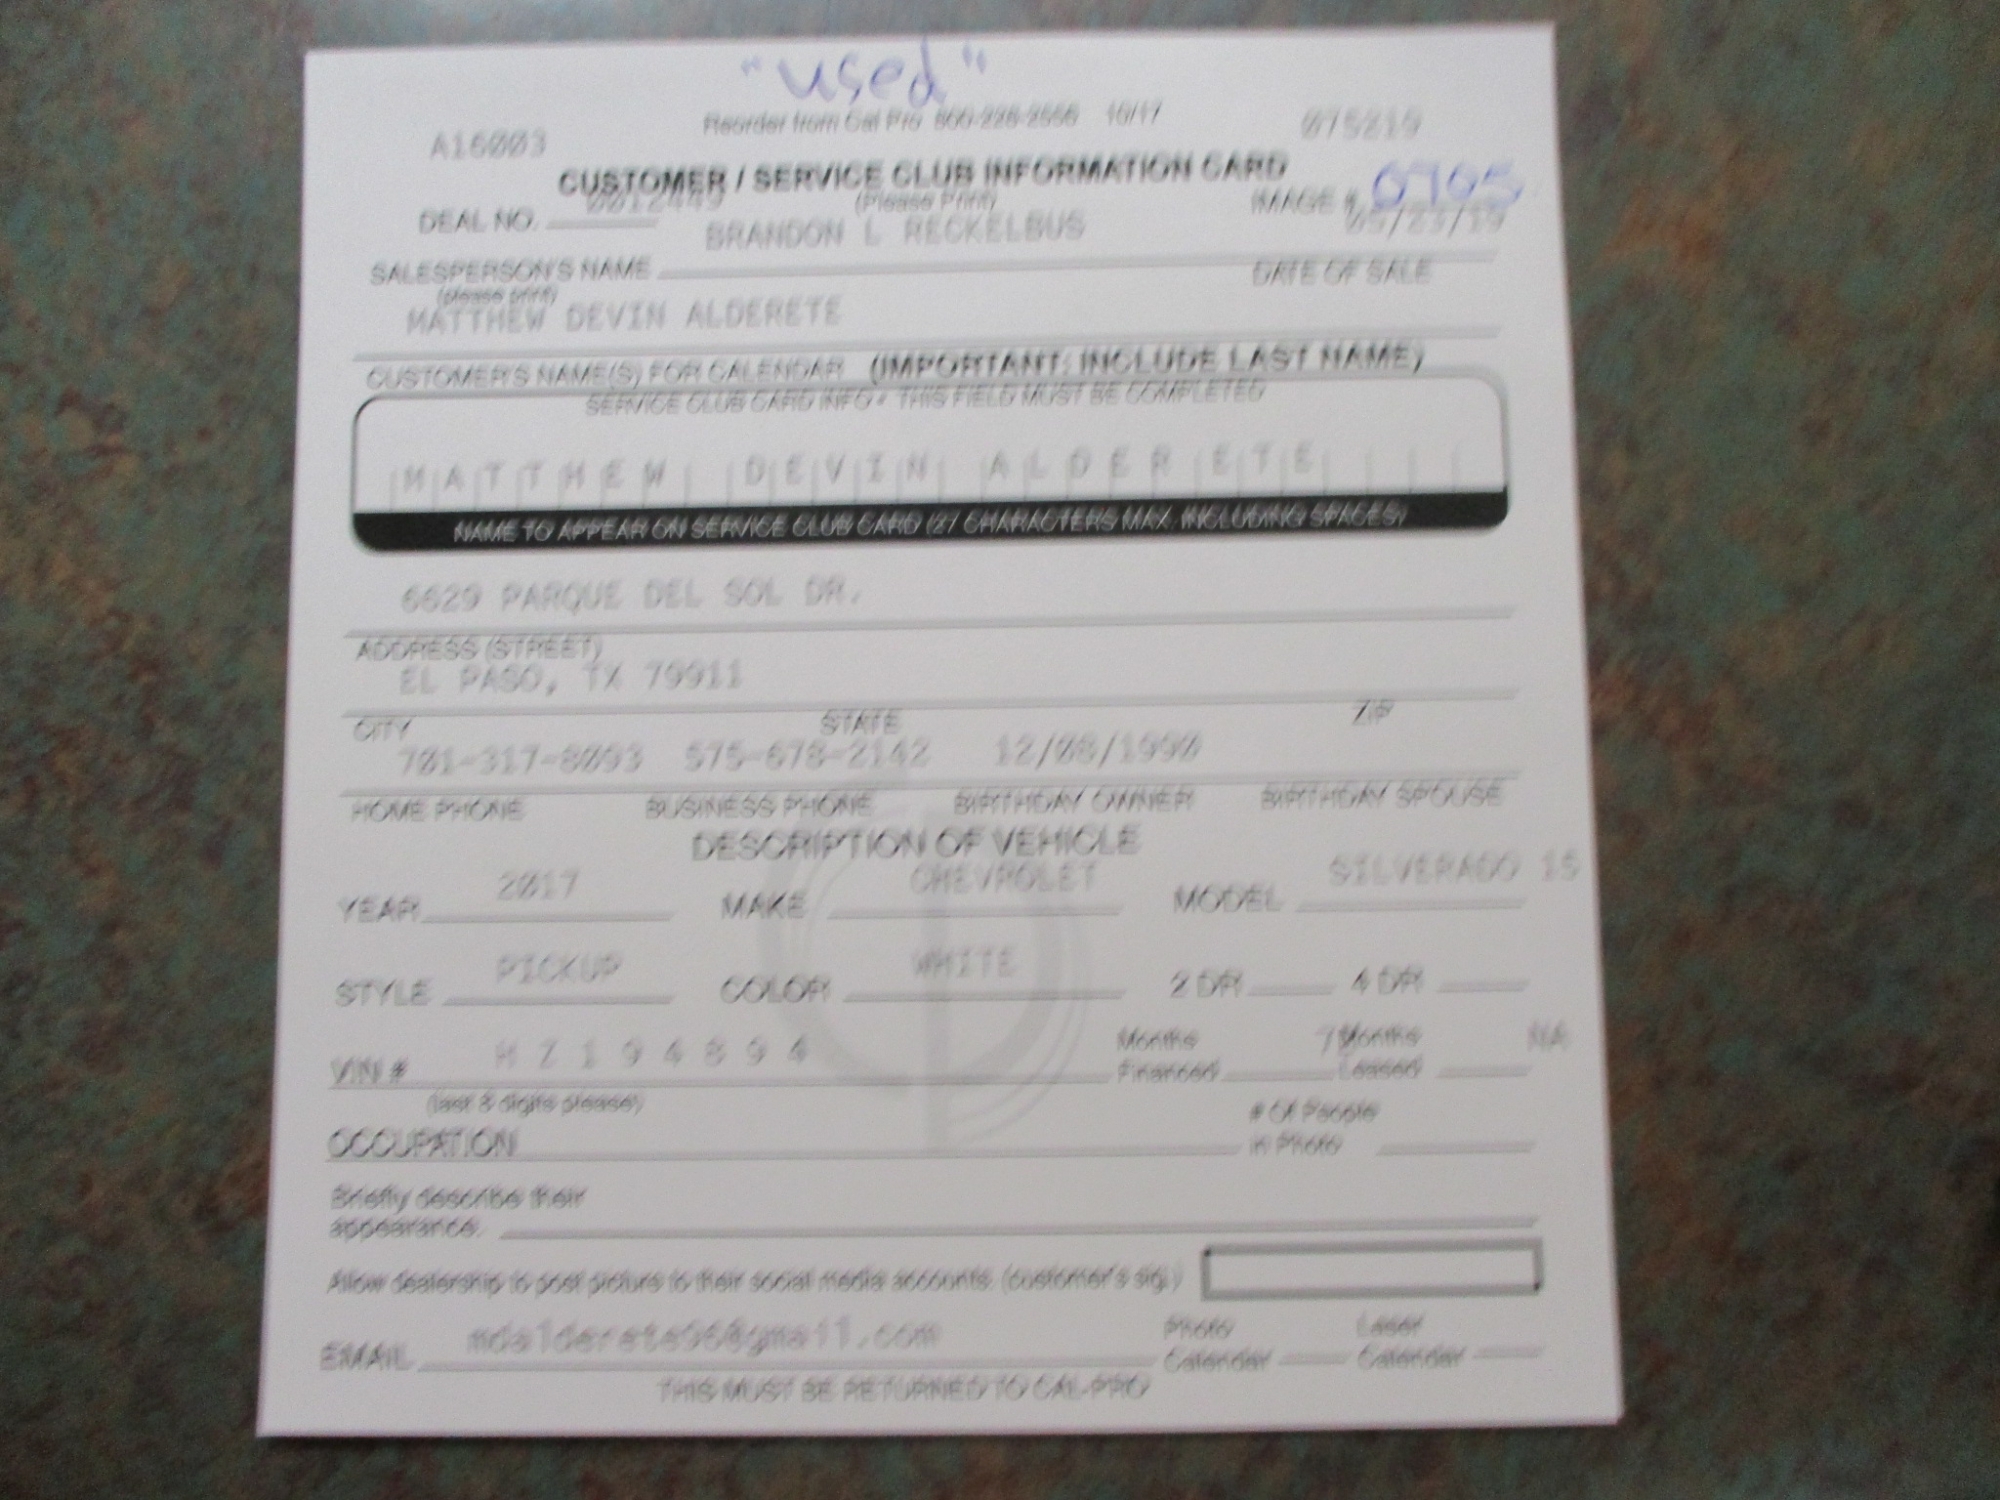 "used"
Reorder from Cal Pro 800-225-2556 10/17
A16003 075219
CUSTOMER / SERVICE CLUB INFORMATION CARD
(Please Print)
DEAL NO. 0012449 IMAGE # 0705
BRANDON L RECKELBUS 05/23/19
SALESPERSON'S NAME DATE OF SALE
(please print)
MATTHEW DEVIN ALDERETE
CUSTOMER'S NAME(S) FOR CALENDAR (IMPORTANT: INCLUDE LAST NAME)
SERVICE CLUB CARD INFO - THIS FIELD MUST BE COMPLETED
MATTHEW DEVIN ALDERETE
NAME TO APPEAR ON SERVICE CLUB CARD (27 CHARACTERS MAX. INCLUDING SPACES)
6629 PARQUE DEL SOL DR.
ADDRESS (STREET)
EL PASO, TX 79911
CITY STATE ZIP
701-317-8093 575-678-2142 12/08/1990
HOME PHONE BUSINESS PHONE BIRTHDAY OWNER BIRTHDAY SPOUSE
DESCRIPTION OF VEHICLE
YEAR 2017 MAKE CHEVROLET MODEL SILVERADO 15
STYLE PICKUP COLOR WHITE 2 DR 4 DR
VIN # HZ194894 Months Financed Months Leased NA
(last 8 digits please)
OCCUPATION # Of People in Photo
Briefly describe their
appearance.
Allow dealership to post picture to their social media accounts. (customer's sig.)
EMAIL Photo Calendar Laser Calendar
THIS MUST BE RETURNED TO CAL-PRO